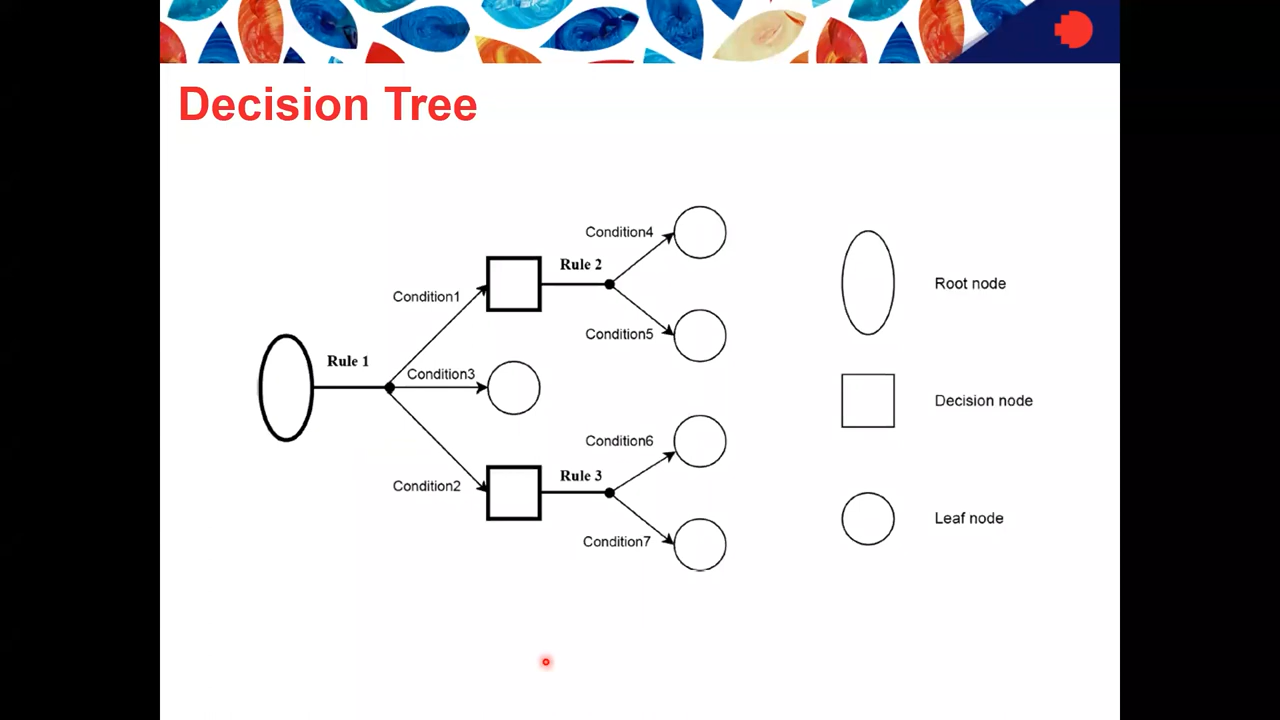 Decision Tree
Condition4
Rule 2
Condition1
Condition5
Rule 1
Condition3
Condition6
Rule 3
Condition2
Condition7
Root node
Decision node
Leaf node